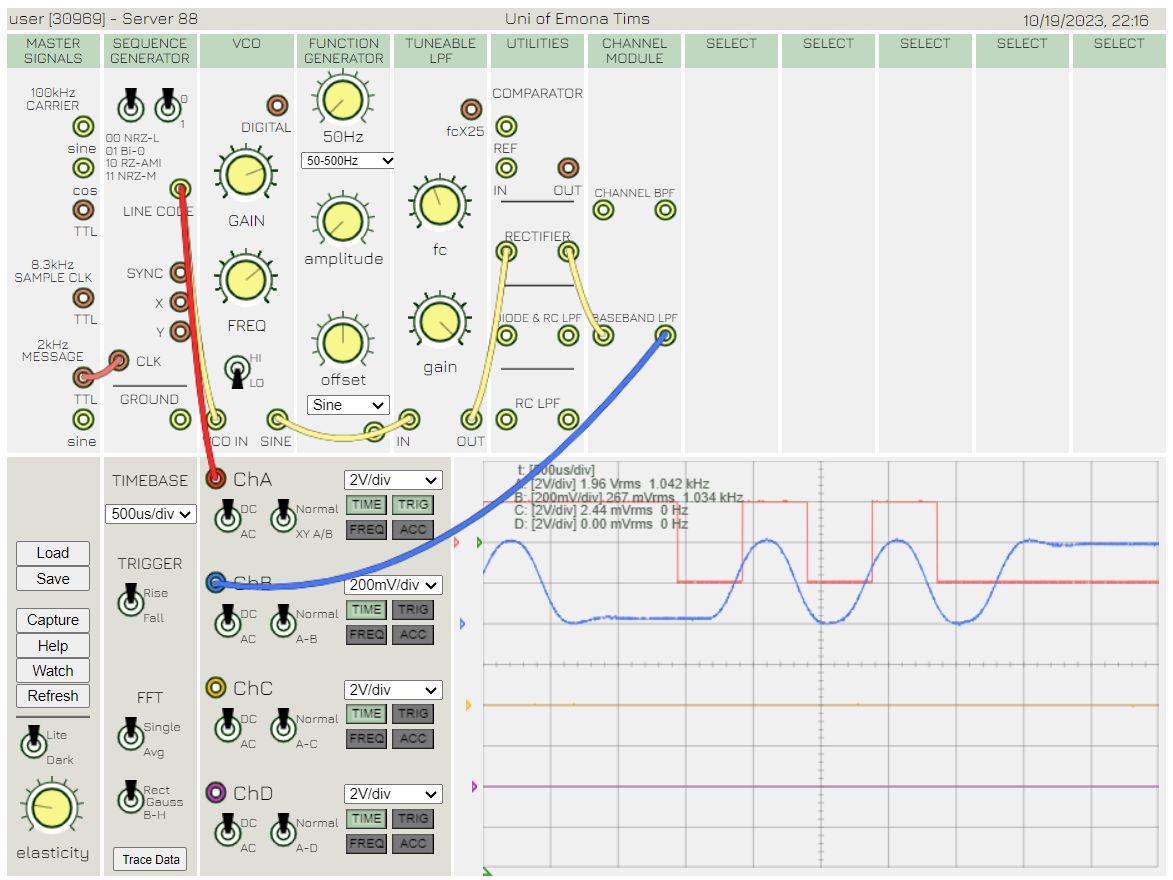 user [30969] - Server 88
Uni of Emona Tims
10/19/2023, 22:16
MASTER SIGNALS
SEQUENCE GENERATOR
VCO
FUNCTION GENERATOR
TUNEABLE LPF
UTILITIES
CHANNEL MODULE
SELECT
SELECT
SELECT
SELECT
SELECT
100kHz
CARRIER
sine
cos
TTL
8.3kHz
SAMPLE CLK
TTL
2kHz
MESSAGE
TTL
sine
0
1
00 NRZ-L
01 Bi-O
10 RZ-AMI
11 NRZ-M
LINE CODE
SYNC
X
Y
CLK
GROUND
DIGITAL
GAIN
FREQ
HI
LO
VCO IN
SINE
50Hz
50-500Hz
amplitude
offset
Sine
fcX25
fc
gain
IN
OUT
COMPARATOR
REF
IN
OUT
RECTIFIER
DIODE & RC LPF
RC LPF
CHANNEL BPF
BASEBAND LPF
Load
Save
Capture
Help
Watch
Refresh
Lite
Dark
elasticity
TIMEBASE
500us/div
TRIGGER
Rise
Fall
FFT
Single
Avg
Rect
Gauss
B-H
Trace Data
ChA
2V/div
DC
AC
Normal
XY A/B
TIME
TRIG
FREQ
ACC
ChB
200mV/div
DC
AC
Normal
A-B
TIME
TRIG
FREQ
ACC
ChC
2V/div
DC
AC
Normal
A-C
TIME
TRIG
FREQ
ACC
ChD
2V/div
DC
AC
Normal
A-D
TIME
TRIG
FREQ
ACC
t: [500us/div]
A: [2V/div] 1.96 Vrms 1.042 kHz
B: [200mV/div] 267 mVrms 1.034 kHz
C: [2V/div] 2.44 mVrms 0 Hz
D: [2V/div] 0.00 mVrms 0 Hz